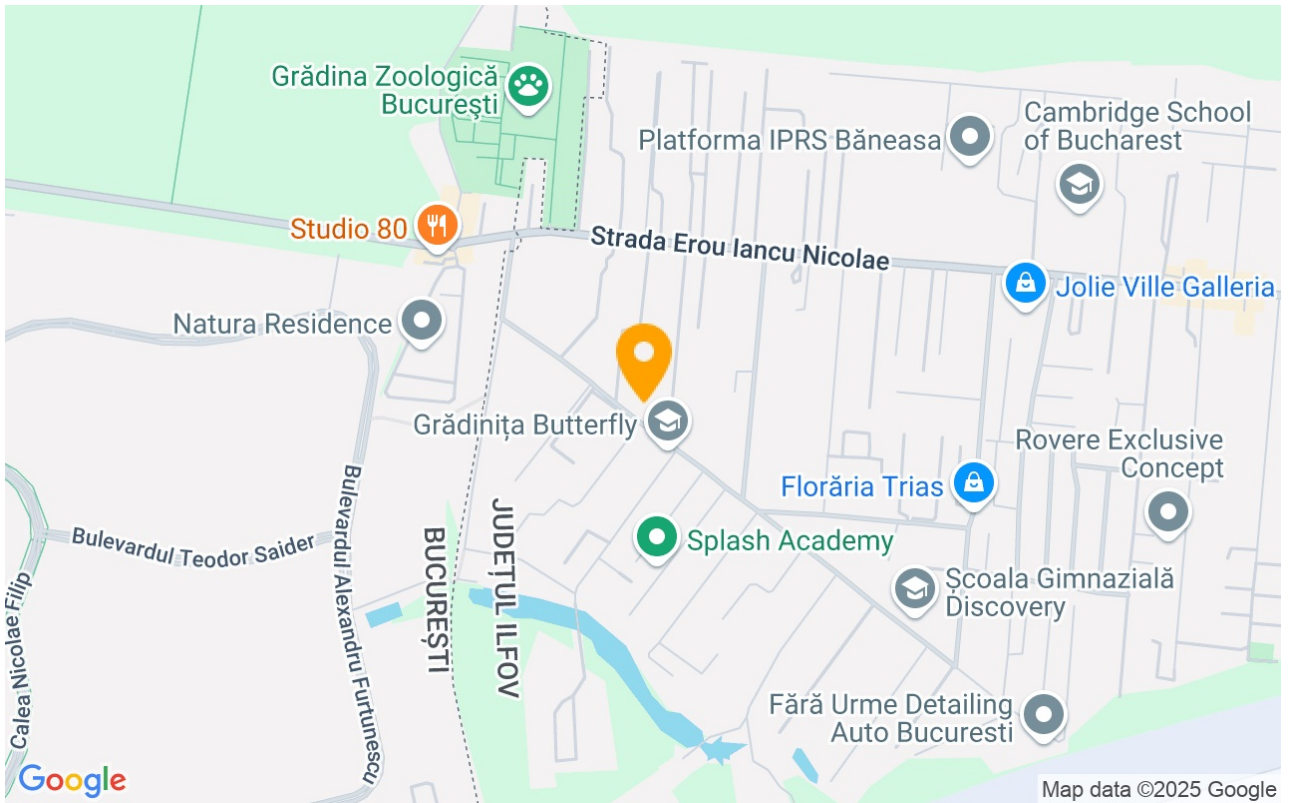 Grădina Zoologică
București
Platforma IPRS Băneasa
Cambridge School
of Bucharest
Studio 80
Strada Erou Iancu Nicolae
Jolie Ville Galleria
Natura Residence
Grădinița Butterfly
Rovere Exclusive
Concept
Florăria Trias
Bulevardul Teodor Saider
Bulevardul Alexandru Furtunescu
BUCUREȘTI
JUDEȚUL ILFOV
Splash Academy
Școala Gimnazială
Discovery
Calea Nicolae Filip
Fără Urme Detailing
Auto Bucuresti
Google
Map data ©2025 Google